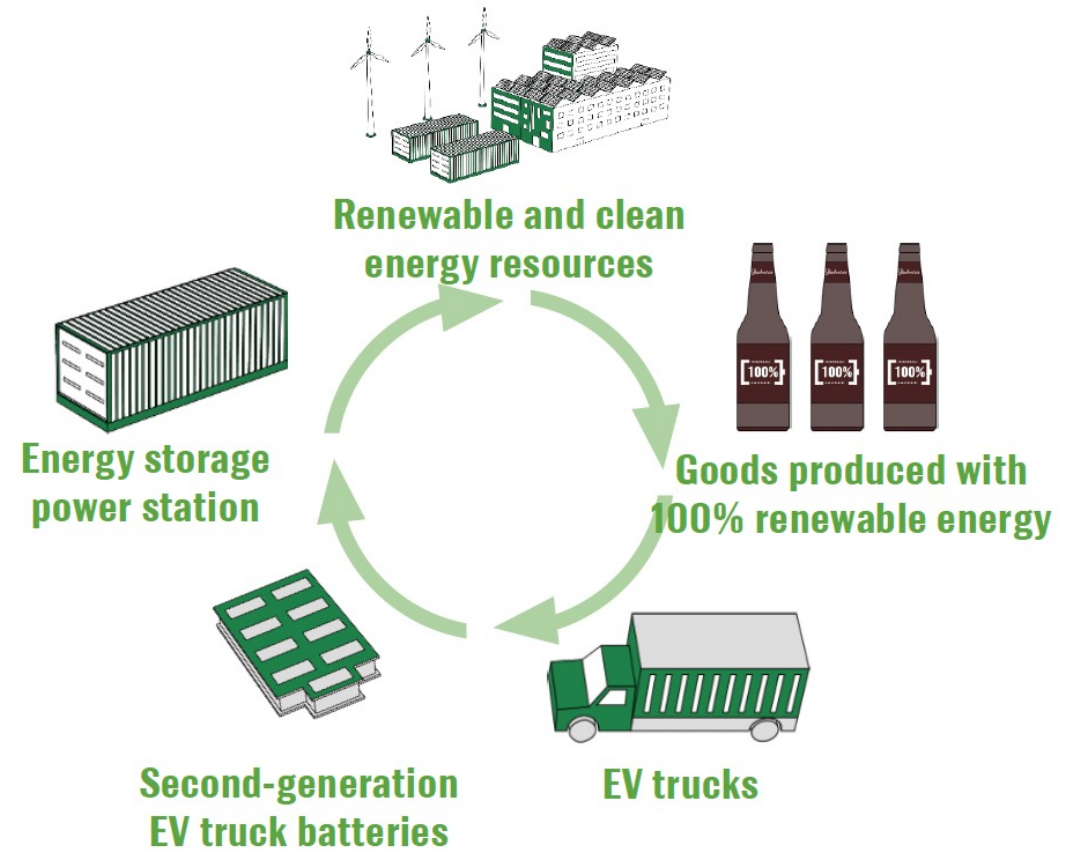 Renewable and clean
energy resources
100%
100%
100%
Goods produced with
100% renewable energy
Energy storage
power station
EV trucks
Second-generation
EV truck batteries